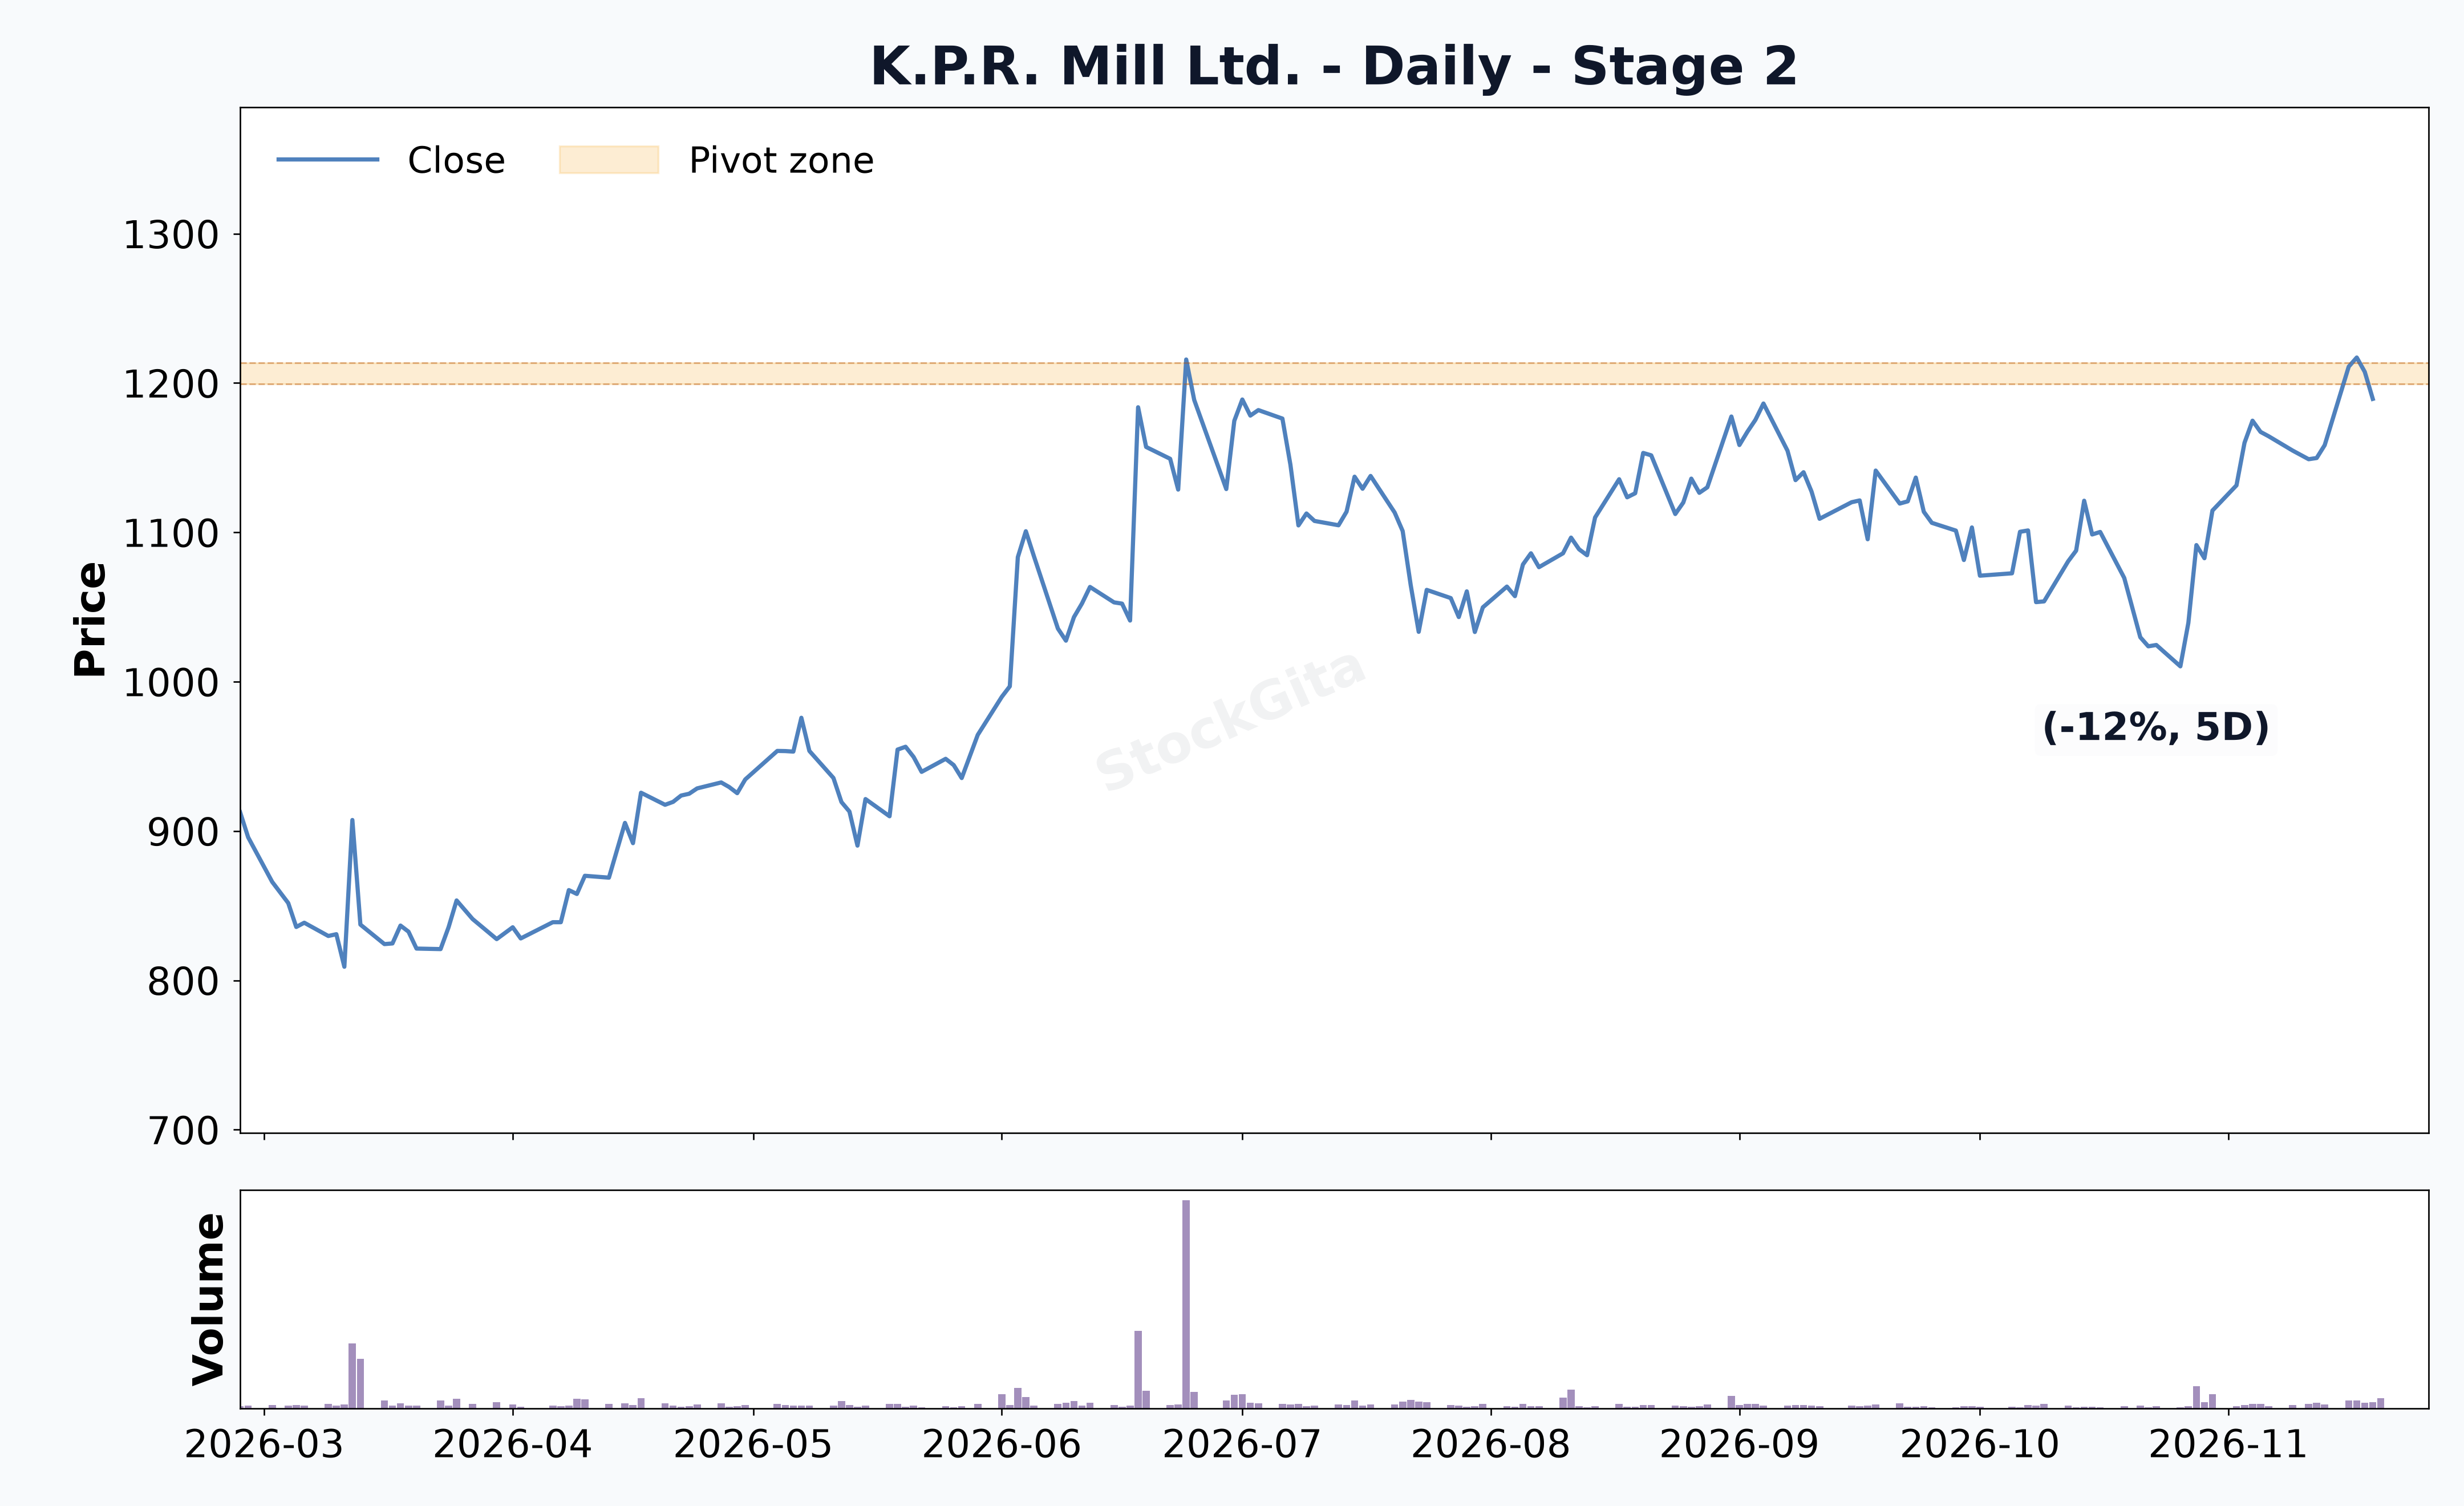 K.P.R. Mill Ltd. - Daily - Stage 2
Close
Pivot zone
1300
1200
1100
1000
900
800
700
Price
StockGita
(-12%, 5D)
Volume
2026-03
2026-04
2026-05
2026-06
2026-07
2026-08
2026-09
2026-10
2026-11